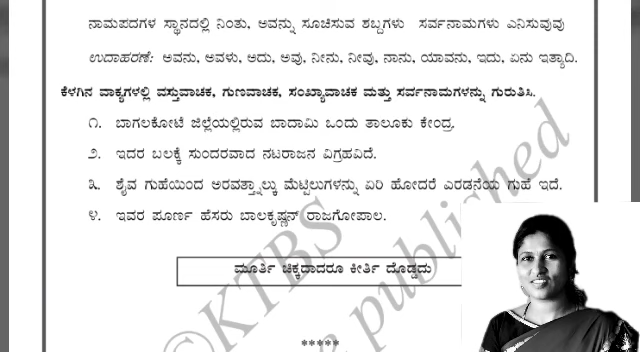 ನಾಮಪದಗಳ ಸ್ಥಾನದಲ್ಲಿ ನಿಂತು, ಅವನ್ನು ಸೂಚಿಸುವ ಶಬ್ದಗಳು ಸರ್ವನಾಮಗಳು ಎನಿಸುವುವು
ಉದಾಹರಣೆ: ಅವನು, ಅವಳು, ಅದು, ಅವು, ನೀನು, ನೀವು, ನಾನು, ಯಾವನು, ಇದು, ಏನು ಇತ್ಯಾದಿ.
ಕೆಳಗಿನ ವಾಕ್ಯಗಳಲ್ಲಿ ವಸ್ತುವಾಚಕ, ಗುಣವಾಚಕ, ಸಂಖ್ಯಾವಾಚಕ ಮತ್ತು ಸರ್ವನಾಮಗಳನ್ನು ಗುರುತಿಸಿ.
೧. ಬಾಗಲಕೋಟೆ ಜಿಲ್ಲೆಯಲ್ಲಿರುವ ಬಾದಾಮಿ ಒಂದು ತಾಲೂಕು ಕೇಂದ್ರ.
೨. ಇದರ ಬಲಕ್ಕೆ ಸುಂದರವಾದ ನಟರಾಜನ ವಿಗ್ರಹವಿದೆ.
೩. ಶೈವ ಗುಹೆಯಿಂದ ಅರವತ್ನಾಲ್ಕು ಮೆಟ್ಟಿಲುಗಳನ್ನು ಏರಿ ಹೋದರೆ ಎರಡನೆಯ ಗುಹೆ ಇದೆ.
೪. ಇವರ ಪೂರ್ಣ ಹೆಸರು ಬಾಲಕೃಷ್ಣನ್ ರಾಜಗೋಪಾಲ.
ಮೂರ್ತಿ ಚಿಕ್ಕದಾದರೂ ಕೀರ್ತಿ ದೊಡ್ಡದು
*****
©KTBS
published